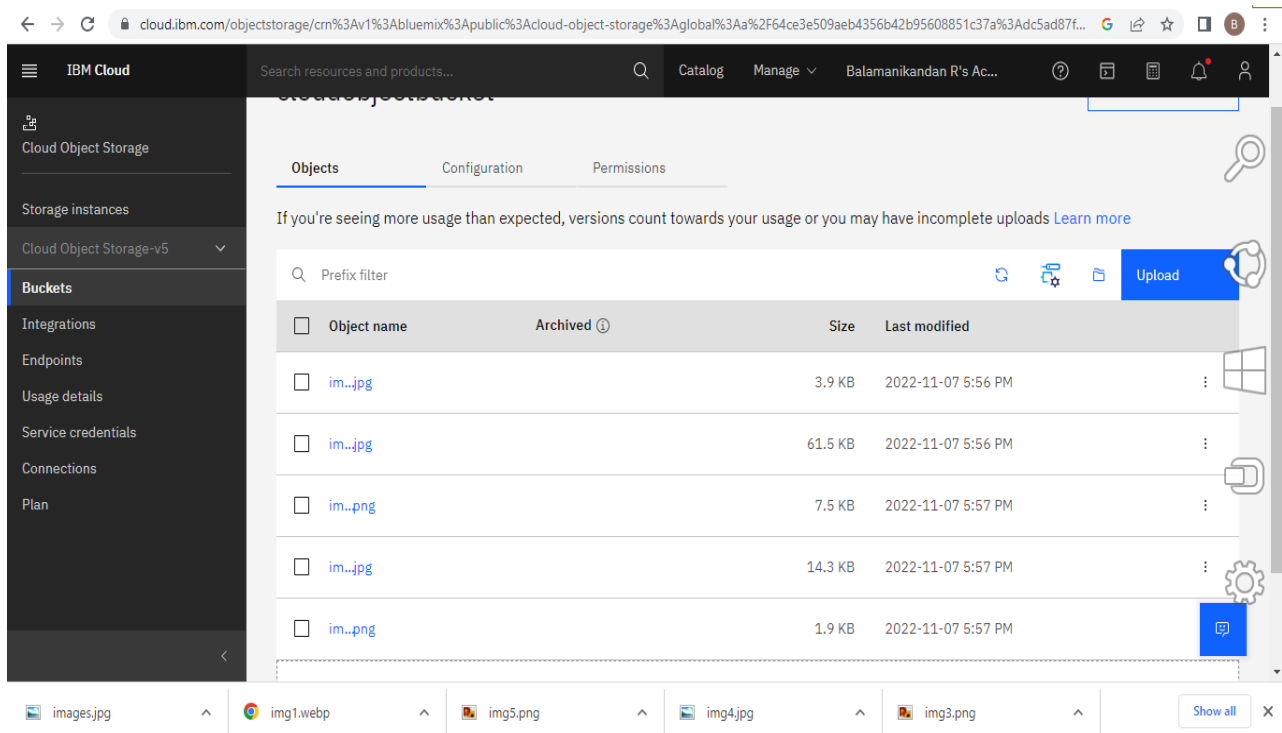 cloud.ibm.com/objectstorage/crn%3Av1%3Abluemix%3Apublic%3Acloud-object-storage%3Aglobal%3Aa%2F64ce3e509aeb4356b42b95608851c37a%3Adc5ad87f... G B
IBM Cloud Search resources and products... Catalog Manage Balamanikandan R's Ac...
cloudobjectbucket
Cloud Object Storage
Objects Configuration Permissions
Storage instances
If you're seeing more usage than expected, versions count towards your usage or you may have incomplete uploads Learn more
Cloud Object Storage-v5
Prefix filter Upload
Buckets
Integrations
Object name Archived Size Last modified
Endpoints
im...jpg 3.9 KB 2022-11-07 5:56 PM
Usage details
Service credentials
im...jpg 61.5 KB 2022-11-07 5:56 PM
Connections
Plan
im...png 7.5 KB 2022-11-07 5:57 PM
im...jpg 14.3 KB 2022-11-07 5:57 PM
im...png 1.9 KB 2022-11-07 5:57 PM
images.jpg img1.webp img5.png img4.jpg img3.png Show all